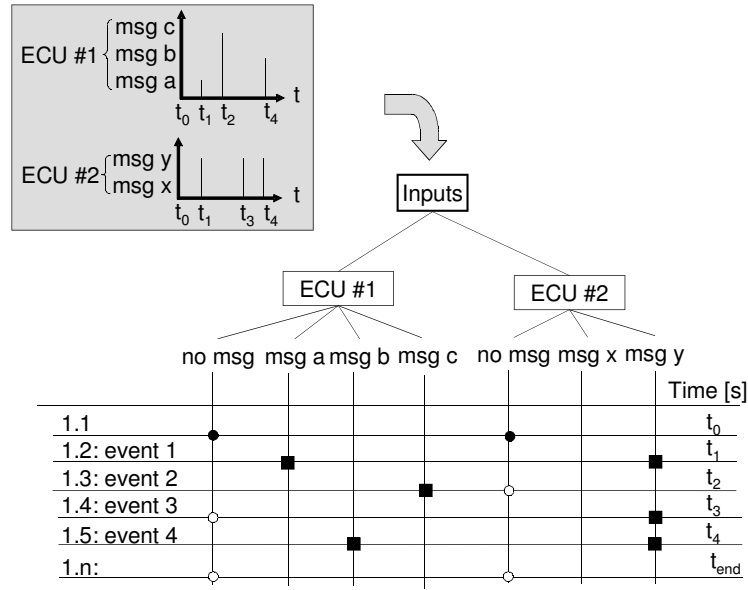 msg c
ECU #1 msg b
msg a
t
t0 t1 t2 t4
msg y
ECU #2 msg x
t
t0 t1 t3 t4
Inputs
ECU #1 ECU #2
no msg msg a msg b msg c no msg msg x msg y
Time [s]
1.1 t0
1.2: event 1 t1
1.3: event 2 t2
1.4: event 3 t3
1.5: event 4 t4
1.n: tend